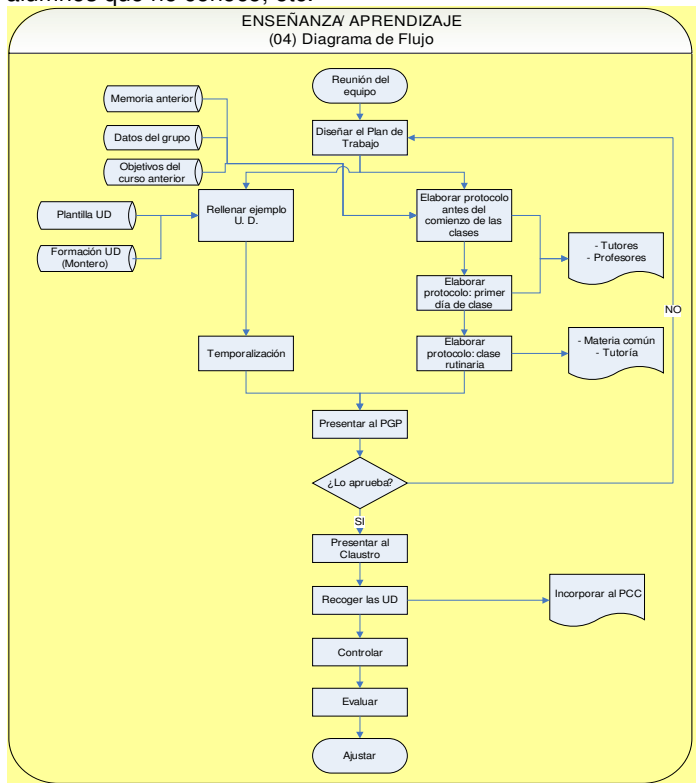 alumnos que no conoce, etc.
ENSEÑANZA/ APRENDIZAJE
(04) Diagrama de Flujo
Reunión del
equipo
Memoria anterior
Diseñar el Plan de
Trabajo
Datos del grupo
Objetivos del
curso anterior
Plantilla UD
Rellenar ejemplo
U. D.
Elaborar protocolo
antes del
comienzo de las
clases
Formación UD
(Montero)
- Tutores
- Profesores
Elaborar
protocolo: primer
día de clase
NO
Temporalización
Elaborar
protocolo: clase
rutinaria
- Materia común
- Tutoría
Presentar al PGP
¿Lo aprueba?
SI
Presentar al
Claustro
Recoger las UD
Incorporar al PCC
Controlar
Evaluar
Ajustar